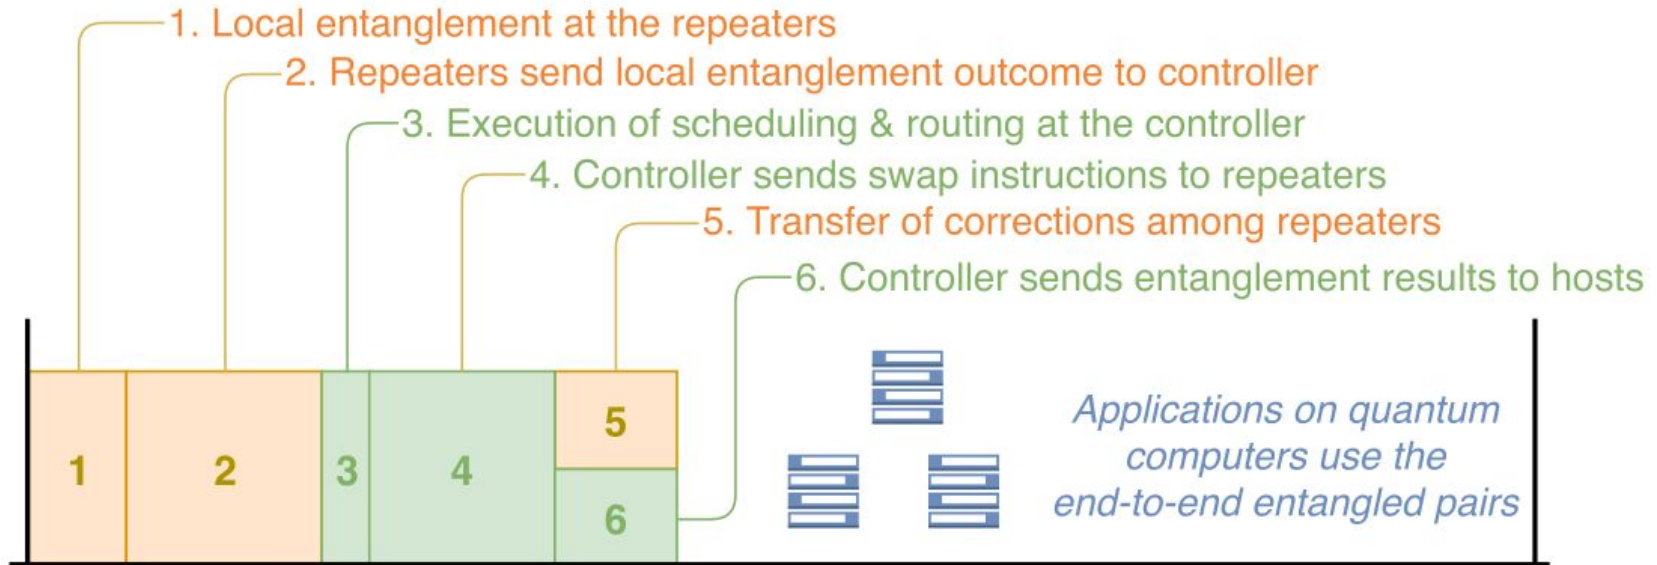 1. Local entanglement at the repeaters
2. Repeaters send local entanglement outcome to controller
3. Execution of scheduling & routing at the controller
4. Controller sends swap instructions to repeaters
5. Transfer of corrections among repeaters
6. Controller sends entanglement results to hosts
1
2
3
4
5
6
Applications on quantum
computers use the
end-to-end entangled pairs